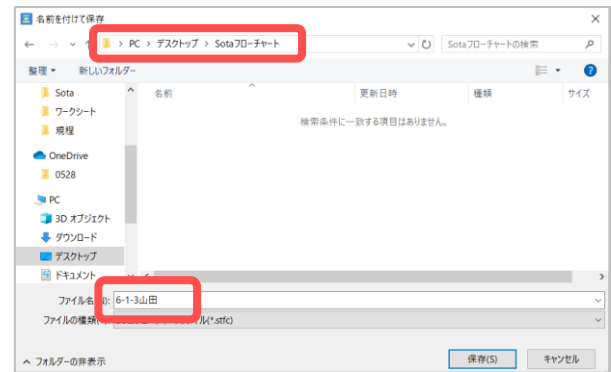 名前を付けて保存
> PC > デスクトップ > Sotaフローチャート
Sotaフローチャートの検索
整理 新しいフォルダー
名前 更新日時 種類 サイズ
検索条件に一致する項目はありません。
Sota
ワークシート
規程
OneDrive
0528
PC
3D オブジェクト
ダウンロード
デスクトップ
ドキュメント
ファイル名(N): 6-1-3山田
ファイルの種類 (*.stfc)
フォルダーの非表示
保存(S) キャンセル